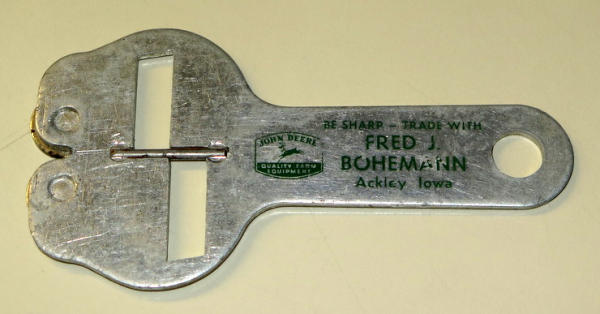 BE SHARP - TRADE WITH
FRED J.
BOHEMANN
Ackley Iowa
JOHN DEERE
QUALITY FARM
EQUIPMENT